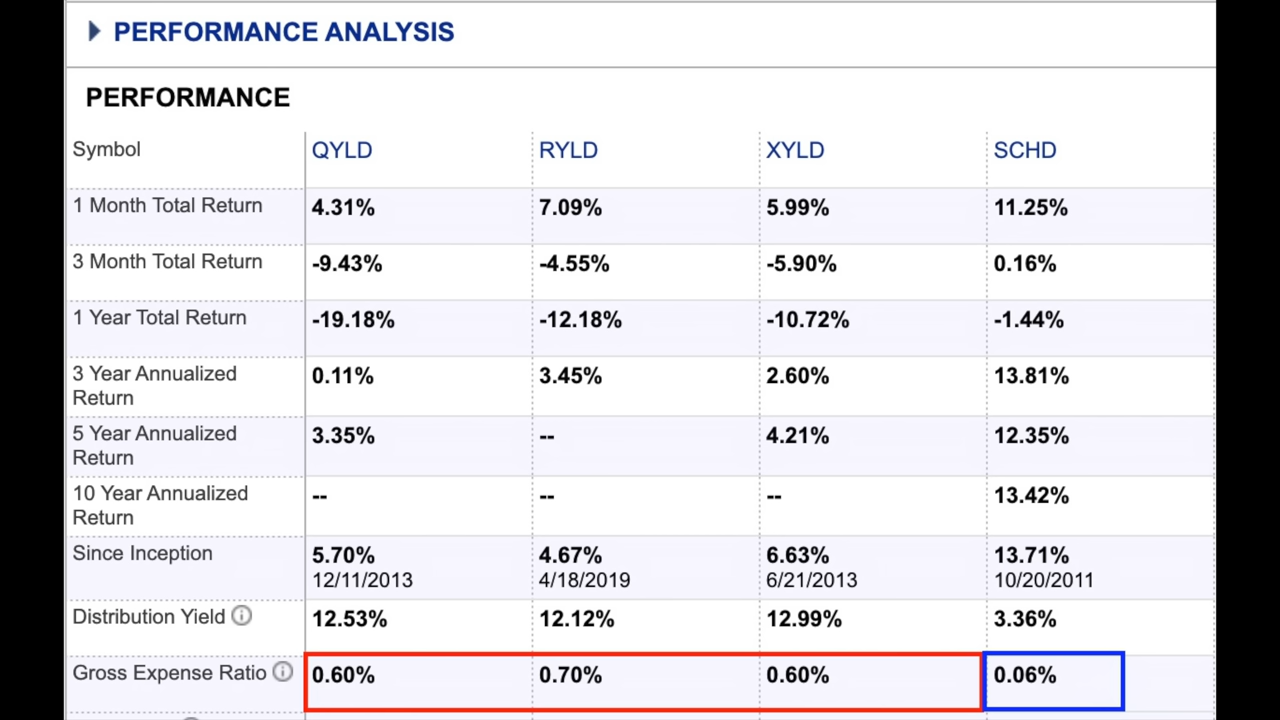 PERFORMANCE ANALYSIS
PERFORMANCE
Symbol QYLD RYLD XYLD SCHD
1 Month Total Return 4.31% 7.09% 5.99% 11.25%
3 Month Total Return -9.43% -4.55% -5.90% 0.16%
1 Year Total Return -19.18% -12.18% -10.72% -1.44%
3 Year Annualized
Return 0.11% 3.45% 2.60% 13.81%
5 Year Annualized
Return 3.35% -- 4.21% 12.35%
10 Year Annualized
Return -- -- -- 13.42%
Since Inception 5.70% 4.67% 6.63% 13.71%
12/11/2013 4/18/2019 6/21/2013 10/20/2011
Distribution Yield 12.53% 12.12% 12.99% 3.36%
Gross Expense Ratio 0.60% 0.70% 0.60% 0.06%